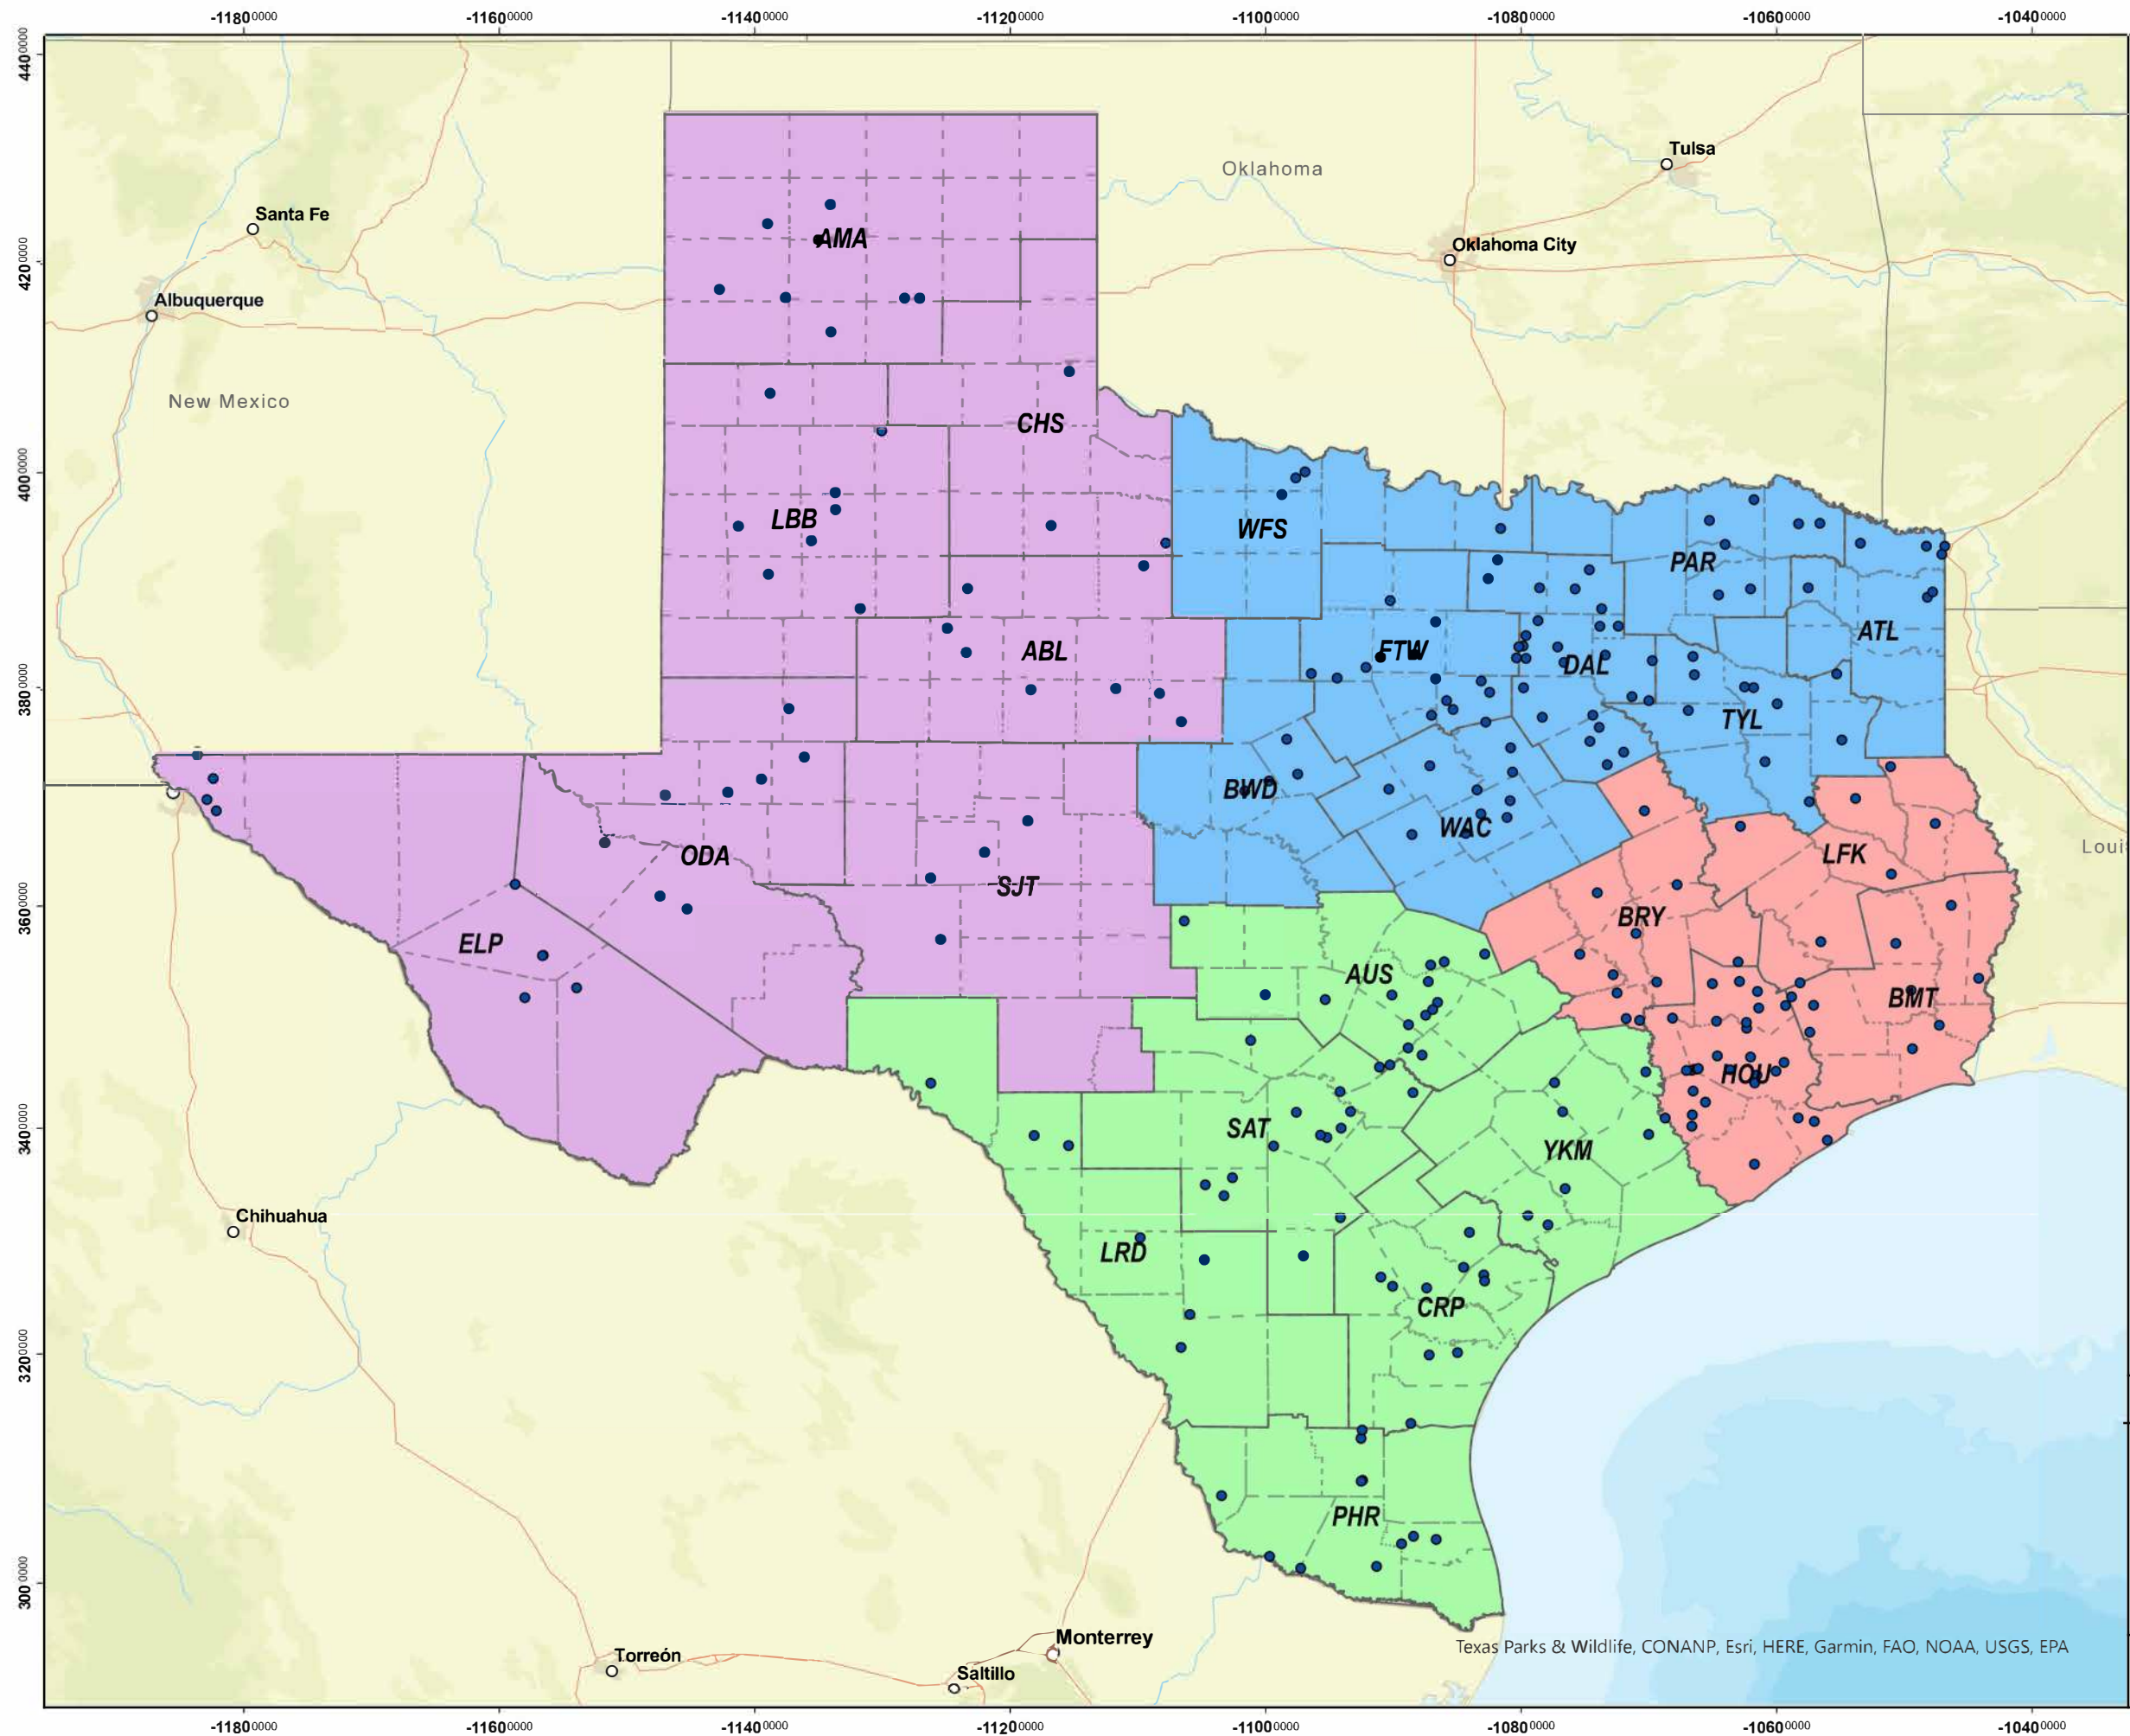 -11800000 -11600000 -11400000 -11200000 -11000000 -10800000 -10600000 -10400000
4400000
Tulsa
Oklahoma
Santa Fe
AMA
Oklahoma City
4200000
Albuquerque
New Mexico
CHS
4000000
LBB
WFS
PAR
ATL
ABL
FTW
DAL
3800000
TYL
BWD
WAC
ODA
LFK
Loui
SJT
3600000
BRY
ELP
AUS
BMT
HOU
3400000
SAT
YKM
Chihuahua
LRD
CRP
3200000
PHR
3000000
Monterrey
Texas Parks & Wildlife, CONANP, Esri, HERE, Garmin, FAO, NOAA, USGS, EPA
Torreón
Saltillo
-11800000 -11600000 -11400000 -11200000 -11000000 -10800000 -10600000 -10400000